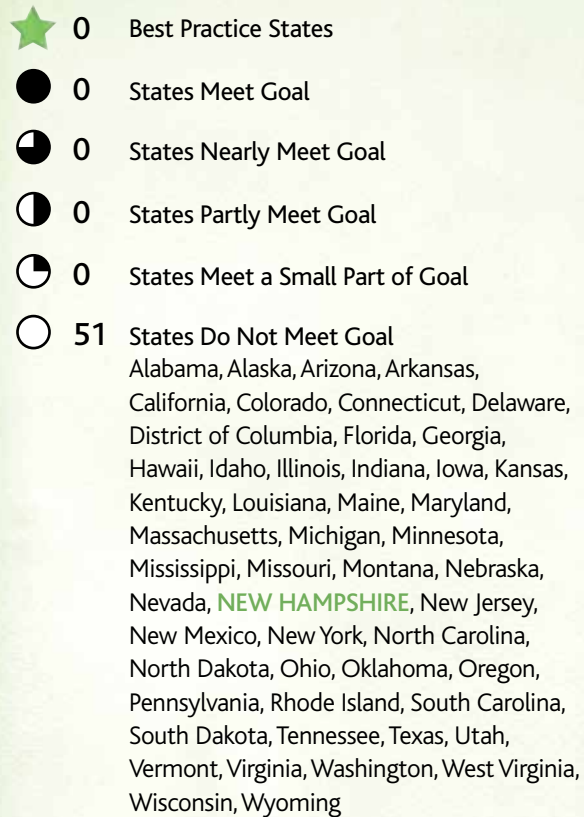 0 Best Practice States
0 States Meet Goal
0 States Nearly Meet Goal
0 States Partly Meet Goal
0 States Meet a Small Part of Goal
51 States Do Not Meet Goal
Alabama, Alaska, Arizona, Arkansas,
California, Colorado, Connecticut, Delaware,
District of Columbia, Florida, Georgia,
Hawaii, Idaho, Illinois, Indiana, Iowa, Kansas,
Kentucky, Louisiana, Maine, Maryland,
Massachusetts, Michigan, Minnesota,
Mississippi, Missouri, Montana, Nebraska,
Nevada, NEW HAMPSHIRE, New Jersey,
New Mexico, New York, North Carolina,
North Dakota, Ohio, Oklahoma, Oregon,
Pennsylvania, Rhode Island, South Carolina,
South Dakota, Tennessee, Texas, Utah,
Vermont, Virginia, Washington, West Virginia,
Wisconsin, Wyoming